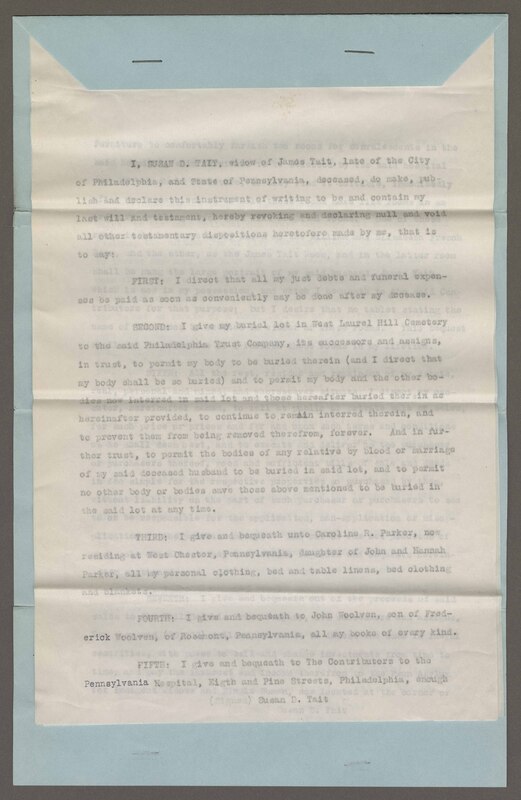 I, SUSAN D. TAIT, widow of James Tait, late of the City
of Philadelphia, and State of Pennsylvania, deceased, do make, pub-
lish and declare this instrument of writing to be and contain my
last will and testament, hereby revoking and declaring null and void
all other testamentary dispositions heretofore made by me, that is
to say:
FIRST: I direct that all my just debts and funeral expen-
ses be paid as soon as conveniently may be done after my decease.
SECOND: I give my burial lot in West Laurel Hill Cemetery
to the said Philadelphia Trust Company, its successors and assigns,
in trust, to permit my body to be buried therein (and I direct that
my body shall be so buried) and to permit my body and the other bo-
dies now interred in said lot and those hereafter buried therein as
hereinafter provided, to continue to remain interred therein, and
to prevent them from being removed therefrom, forever. And in fur-
ther trust, to permit the bodies of any relative by blood or marriage
of my said deceased husband to be buried in said lot, and to permit
no other body or bodies save those above mentioned to be buried in
the said lot at any time.
THIRD: I give and bequeath unto Caroline R. Parker, now
residing at West Chester, Pennsylvania, daughter of John and Hannah
Parker, all my personal clothing, bed and table linens, bed clothing
and blankets.
FOURTH: I give and bequeath to John Woolven, son of Fred-
erick Woolven, of Rosemont, Pennsylvania, all my books of every kind.
FIFTH: I give and bequeath to The Contributors to the
Pennsylvania Hospital, Eigth and Pine Streets, Philadelphia, enough
(Signed) Susan D. Tait